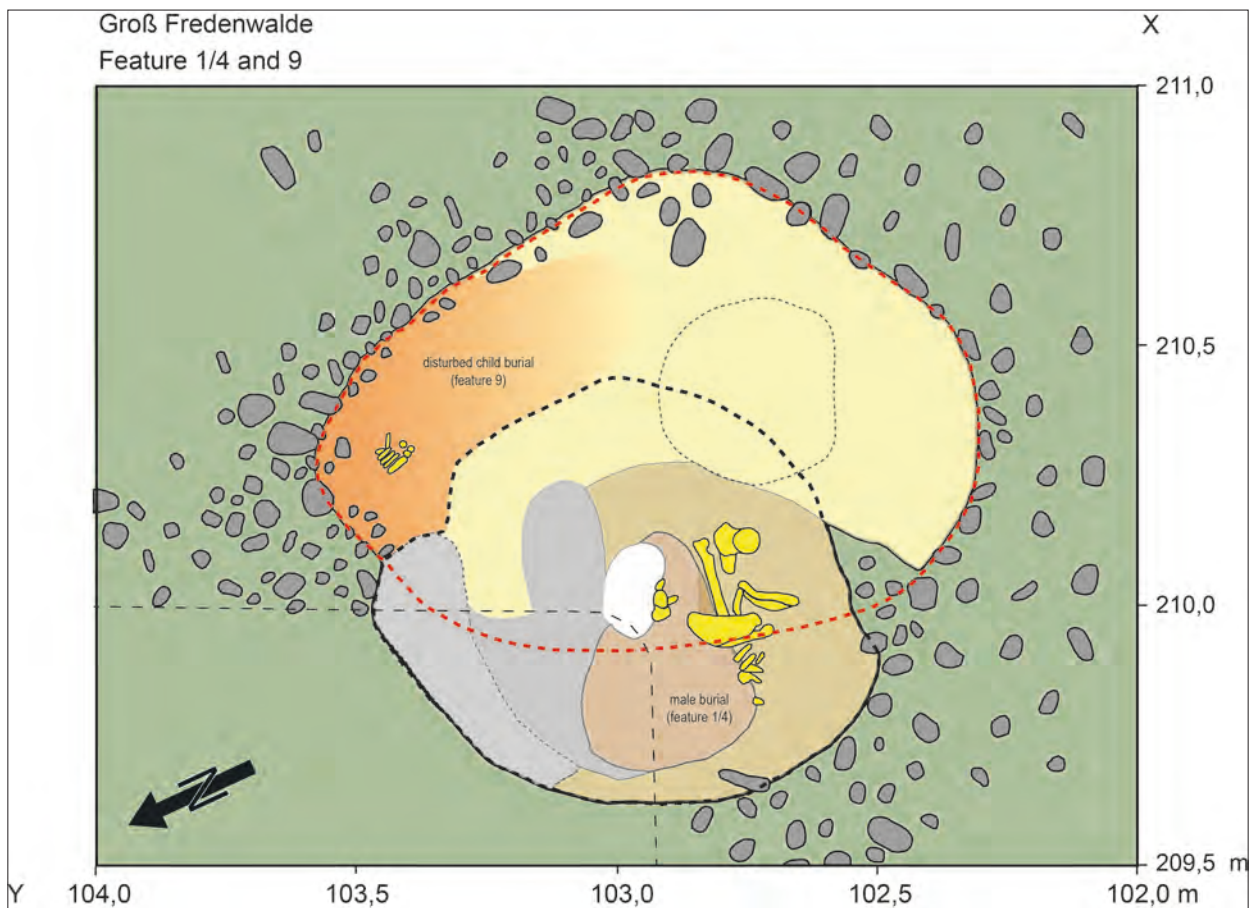 Groß Fredenwalde
Feature 1/4 and 9
X
211,0
210,5
disturbed child burial
(feature 9)
210,0
male burial
(feature 1/4)
N
209,5 m
Y
104,0
103,5
103,0
102,5
102,0 m